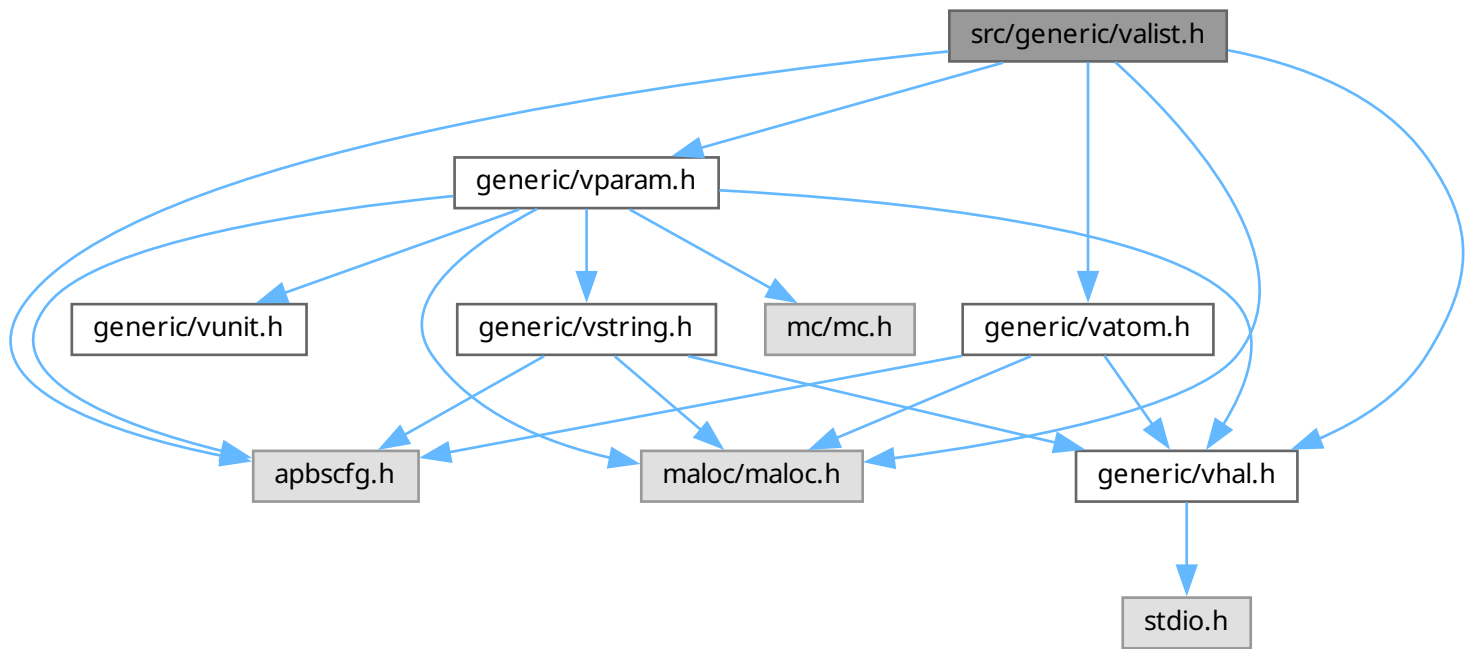 src/generic/valist.h
generic/vparam.h
generic/vunit.h
generic/vstring.h
mc/mc.h
generic/vatom.h
apbscfg.h
maloc/maloc.h
generic/vhal.h
stdio.h